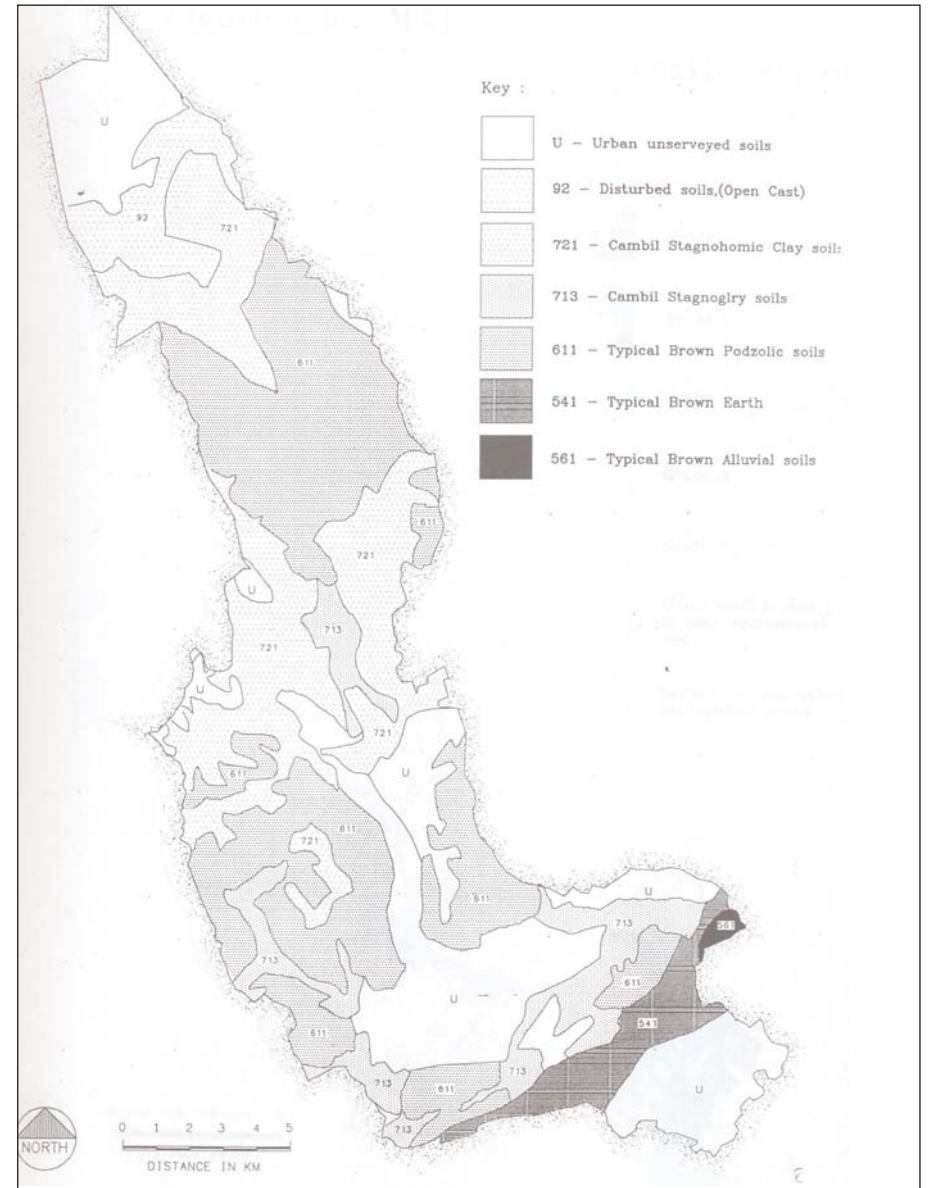 Key :
U – Urban unserveyed soils
92 – Disturbed soils,(Open Cast)
721 – Cambil Stagnohomic Clay soils
713 – Cambil Stagnoglry soils
611 – Typical Brown Podzolic soils
541 – Typical Brown Earth
561 – Typical Brown Alluvial soils
U
92
721
611
721
611
U
713
721
U
721
U
611
611
721
611
U
713
561
713
611
U
541
611
713
713
611
U
713
NORTH
0 1 2 3 4 5
DISTANCE IN KM